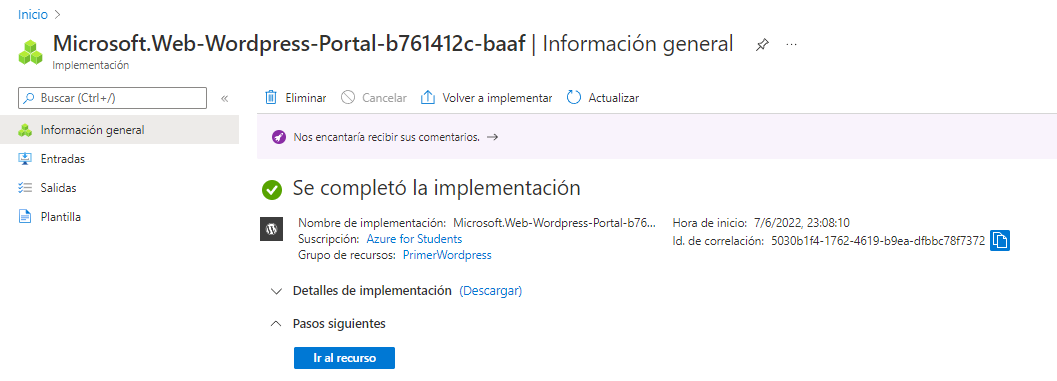 Inicio >
Microsoft.Web-Wordpress-Portal-b761412c-baaf | Información general
Implementación
Buscar (Ctrl+/)
Eliminar
Cancelar
Volver a implementar
Actualizar
Información general
Entradas
Salidas
Plantilla
Nos encantaría recibir sus comentarios. →
Se completó la implementación
Nombre de implementación: Microsoft.Web-Wordpress-Portal-b76...
Suscripción: Azure for Students
Grupo de recursos: PrimerWordpress
Hora de inicio: 7/6/2022, 23:08:10
Id. de correlación: 5030b1f4-1762-4619-b9ea-dfbbc78f7372
Detalles de implementación (Descargar)
Pasos siguientes
Ir al recurso